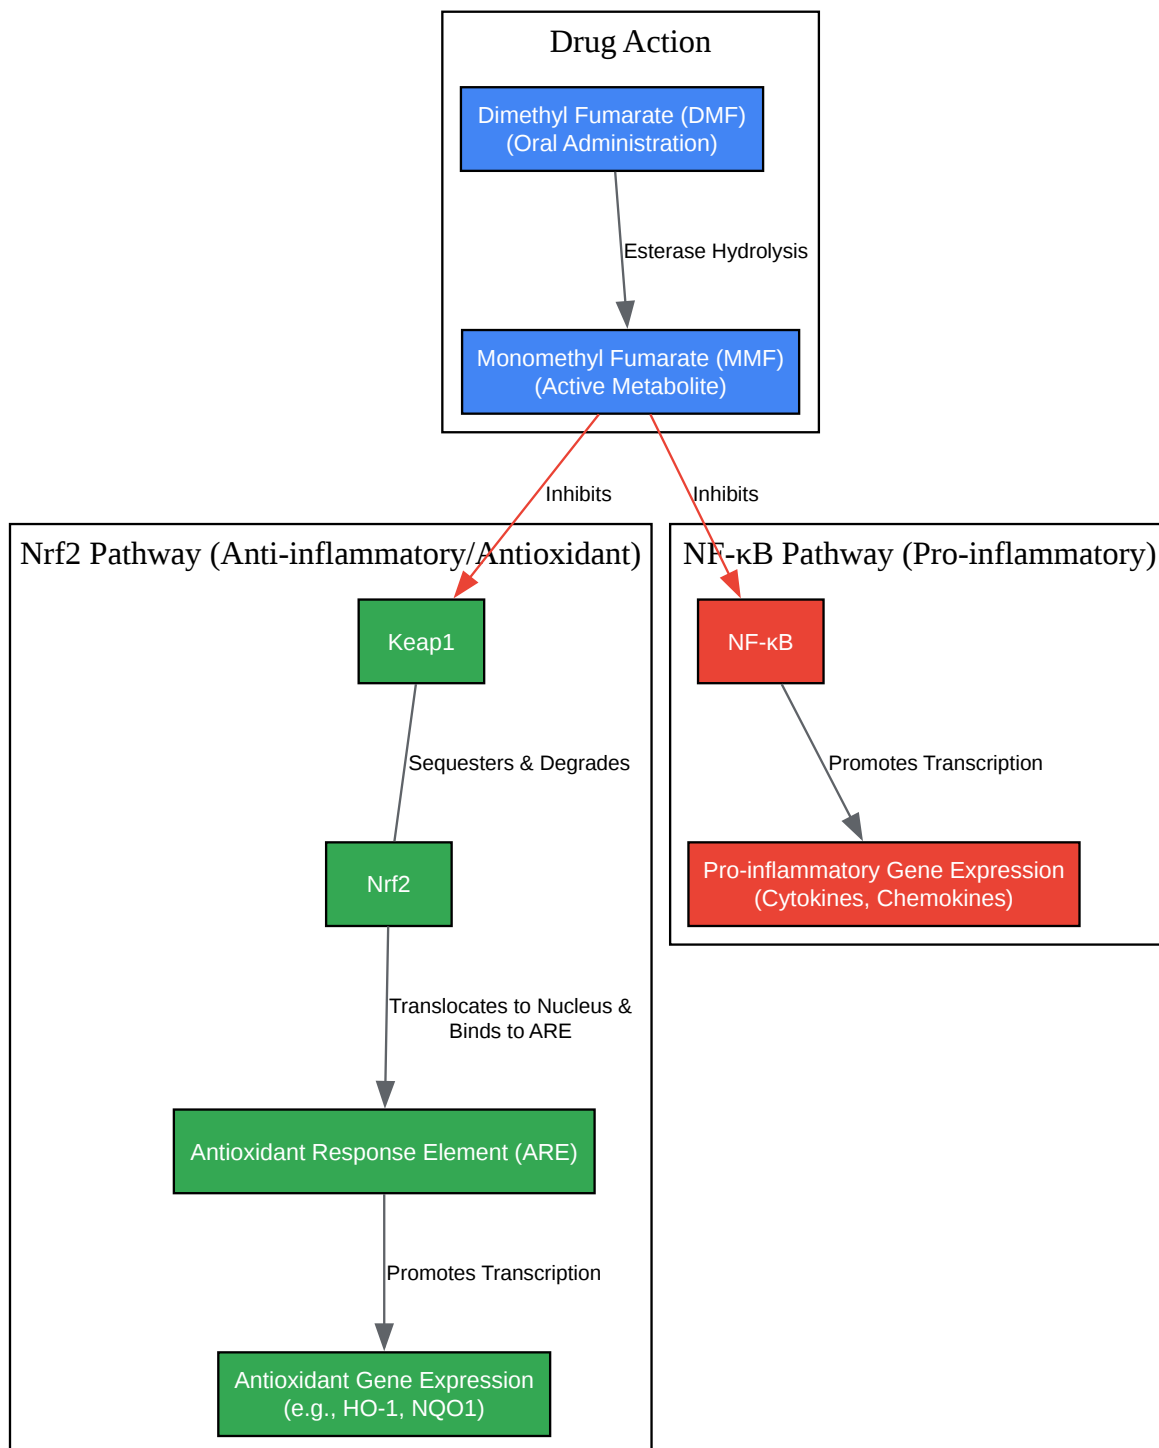 Drug Action
Dimethyl Fumarate (DMF)
(Oral Administration)
Esterase Hydrolysis
Monomethyl Fumarate (MMF)
(Active Metabolite)
Inhibits
Inhibits
Nrf2 Pathway (Anti-inflammatory/Antioxidant)
NF-κB Pathway (Pro-inflammatory)
Keap1
NF-κB
Sequesters & Degrades
Promotes Transcription
Nrf2
Pro-inflammatory Gene Expression
(Cytokines, Chemokines)
Translocates to Nucleus &
Binds to ARE
Antioxidant Response Element (ARE)
Promotes Transcription
Antioxidant Gene Expression
(e.g., HO-1, NQO1)